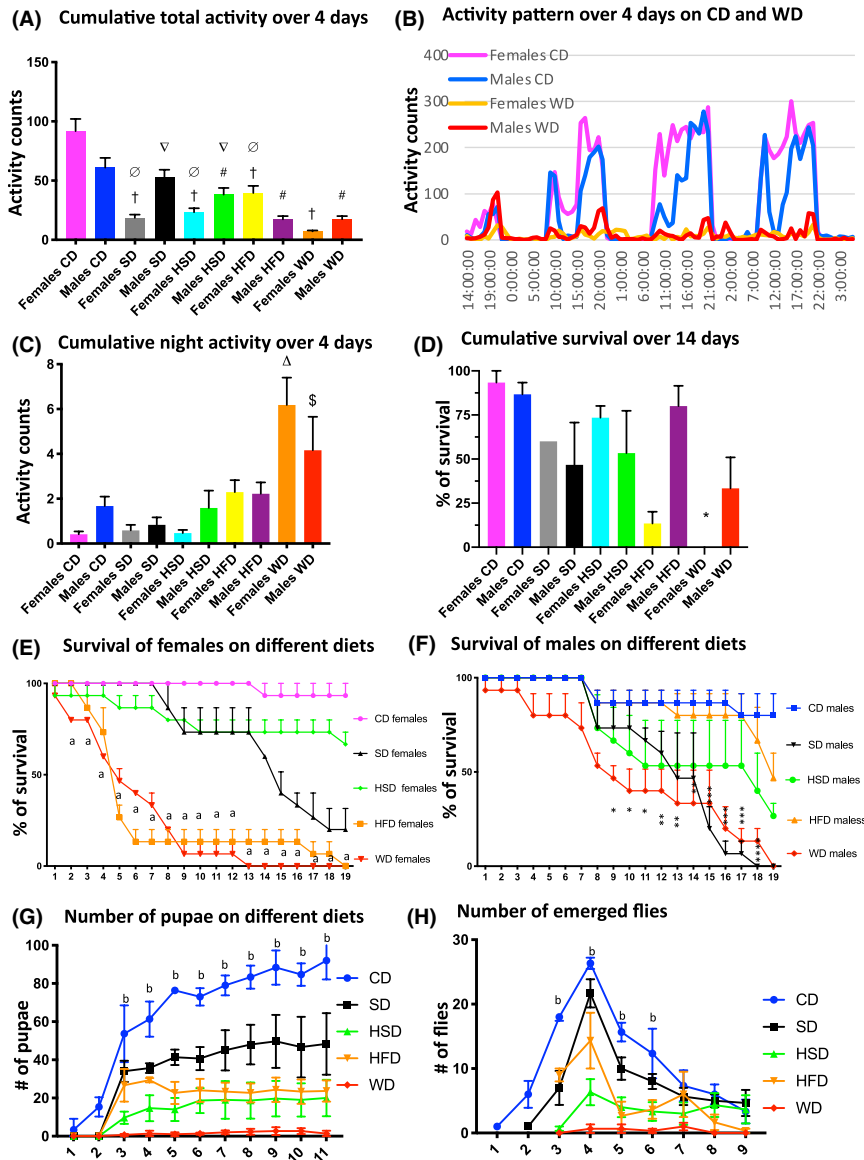 (A) Cumulative total activity over 4 days
Activity counts
150
100
50
0
∅
†
∇
∅
†
∇
#
∅
†
#
†
#
Females CD
Males CD
Females SD
Males SD
Females HSD
Males HSD
Females HFD
Males HFD
Females WD
Males WD
(B) Activity pattern over 4 days on CD and WD
Activity counts
400
300
200
100
0
Females CD
Males CD
Females WD
Males WD
14:00:00
19:00:00
0:00:00
5:00:00
10:00:00
15:00:00
20:00:00
1:00:00
6:00:00
11:00:00
16:00:00
21:00:00
2:00:00
7:00:00
12:00:00
17:00:00
22:00:00
3:00:00
(C) Cumulative night activity over 4 days
Activity counts
8
6
4
2
0
Δ
$
Females CD
Males CD
Females SD
Males SD
Females HSD
Males HSD
Females HFD
Males HFD
Females WD
Males WD
(D) Cumulative survival over 14 days
% of survival
100
75
50
25
0
*
Females CD
Males CD
Females SD
Males SD
Females HSD
Males HSD
Females HFD
Males HFD
Females WD
Males WD
(E) Survival of females on different diets
% of survival
100
50
0
a a a a a a a a a a a a a a a a a a
CD females
SD females
HSD females
HFD females
WD females
1 2 3 4 5 6 7 8 9 10 11 12 13 14 15 16 17 18 19
(F) Survival of males on different diets
% of survival
100
50
0
* * * ** ** ** *** *** *** ***
CD males
SD males
HSD males
HFD maless
WD males
1 2 3 4 5 6 7 8 9 10 11 12 13 14 15 16 17 18 19
(G) Number of pupae on different diets
# of pupae
100
80
60
40
20
0
b b b b b b b b b
CD
SD
HSD
HFD
WD
1 2 3 4 5 6 7 8 9 10 11
(H) Number of emerged flies
# of flies
30
20
10
0
b b b b
CD
SD
HSD
HFD
WD
1 2 3 4 5 6 7 8 9